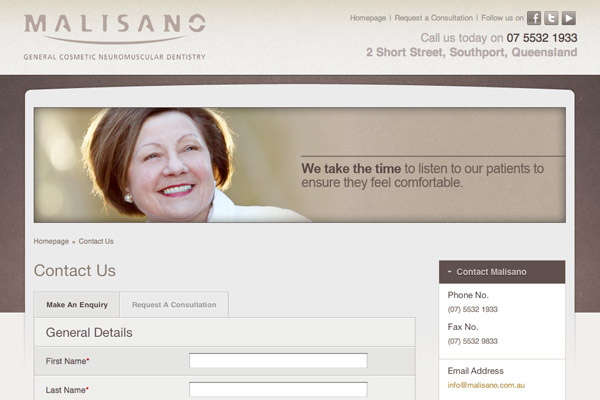 MALISANO
GENERAL COSMETIC NEUROMUSCULAR DENTISTRY
Homepage | Request a Consultation | Follow us on
Call us today on 07 5532 1933
2 Short Street, Southport, Queensland
We take the time to listen to our patients to
ensure they feel comfortable.
Homepage » Contact Us
Contact Us
Make An Enquiry
Request A Consultation
General Details
First Name*
Last Name*
Contact Malisano
Phone No.
(07) 5532 1933
Fax No.
(07) 5532 9833
Email Address
info@malisano.com.au